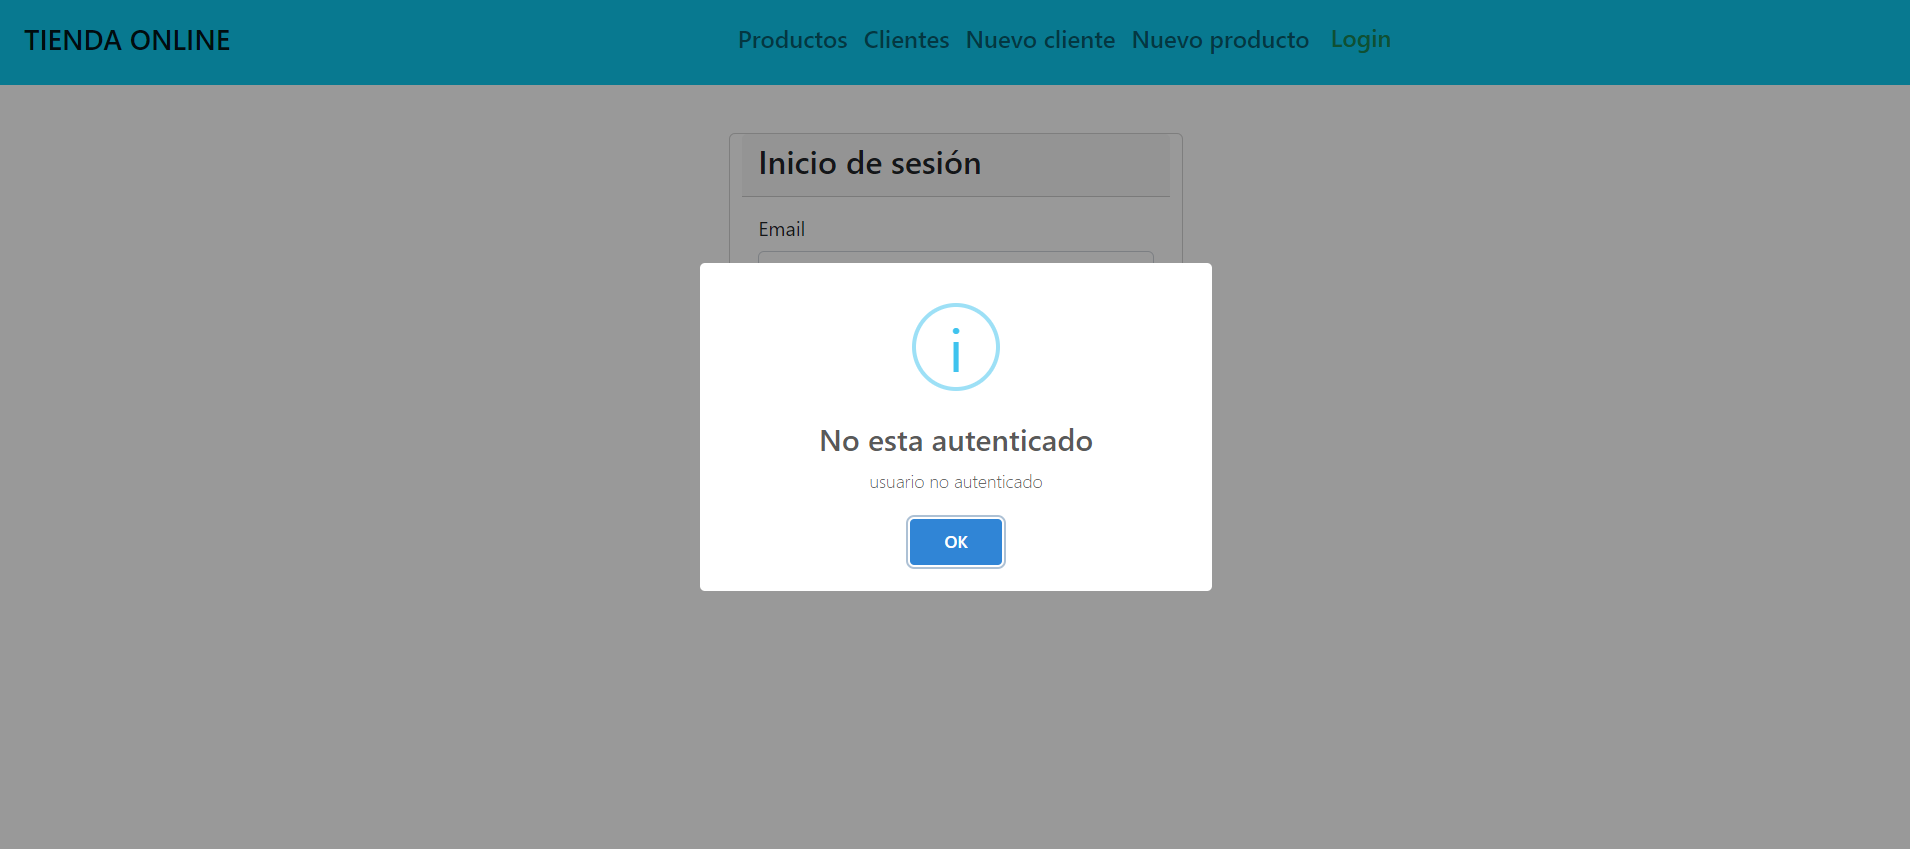 TIENDA ONLINE
Productos Clientes Nuevo cliente Nuevo producto Login
Inicio de sesión
Email
No esta autenticado
usuario no autenticado
OK